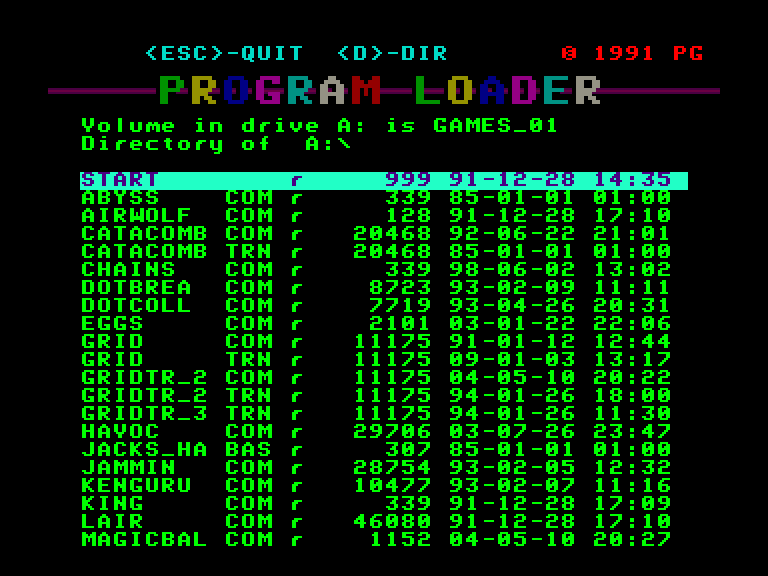 <ESC>-QUIT <D>-DIR © 1991 PG
PROGRAM LOADER
Volume in drive A: is GAMES_01
Directory of A:\
START r 999 91-12-28 14:35
ABYSS COM r 339 85-01-01 01:00
AIRWOLF COM r 128 91-12-28 17:10
CATACOMB COM r 20468 92-06-22 21:01
CATACOMB TRN r 20468 85-01-01 01:00
CHAINS COM r 339 98-06-02 13:02
DOTBREA COM r 8723 93-02-09 11:11
DOTCOLL COM r 7719 93-04-26 20:31
EGGS COM r 2101 03-01-22 22:06
GRID COM r 11175 91-01-12 12:44
GRID TRN r 11175 09-01-03 13:17
GRIDTR_2 COM r 11175 04-05-10 20:22
GRIDTR_2 TRN r 11175 94-01-26 18:00
GRIDTR_3 TRN r 11175 94-01-26 11:30
HAVOC COM r 29706 03-07-26 23:47
JACKS_HA BAS r 307 85-01-01 01:00
JAMMIN COM r 28754 93-02-05 12:32
KENGURU COM r 10477 93-02-07 11:16
KING COM r 339 91-12-28 17:09
LAIR COM r 46080 91-12-28 17:10
MAGICBAL COM r 1152 04-05-10 20:27